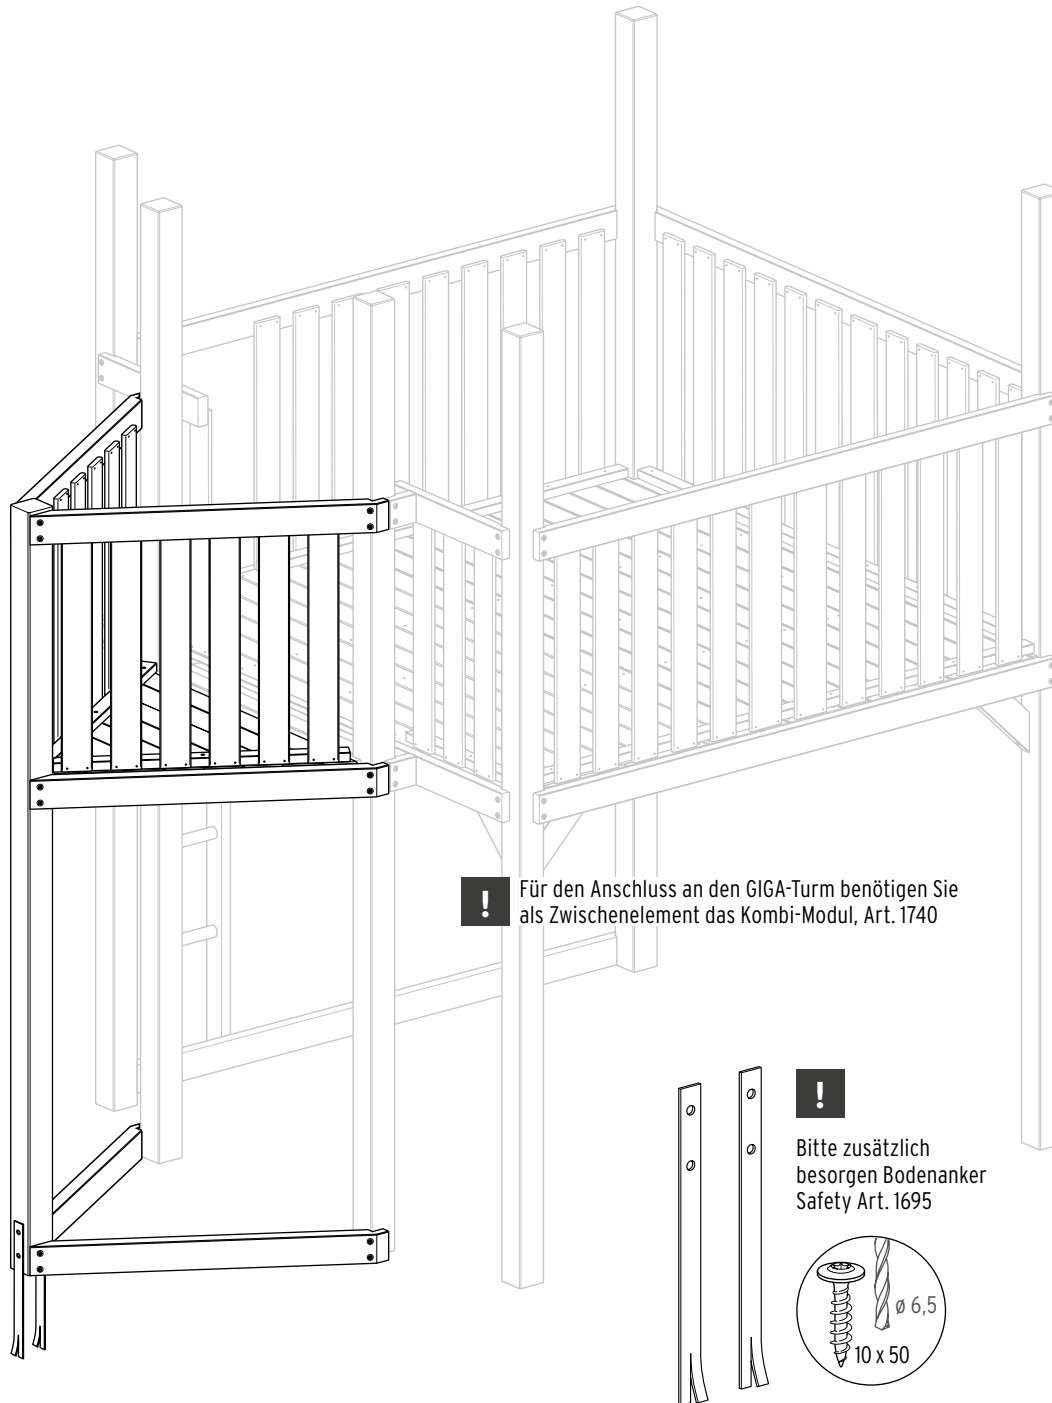 !
Für den Anschluss an den GIGA-Turm benötigen Sie
als Zwischenelement das Kombi-Modul, Art. 1740
!
Bitte zusätzlich
besorgen Bodenanker
Safety Art. 1695
ø 6,5
10 x 50